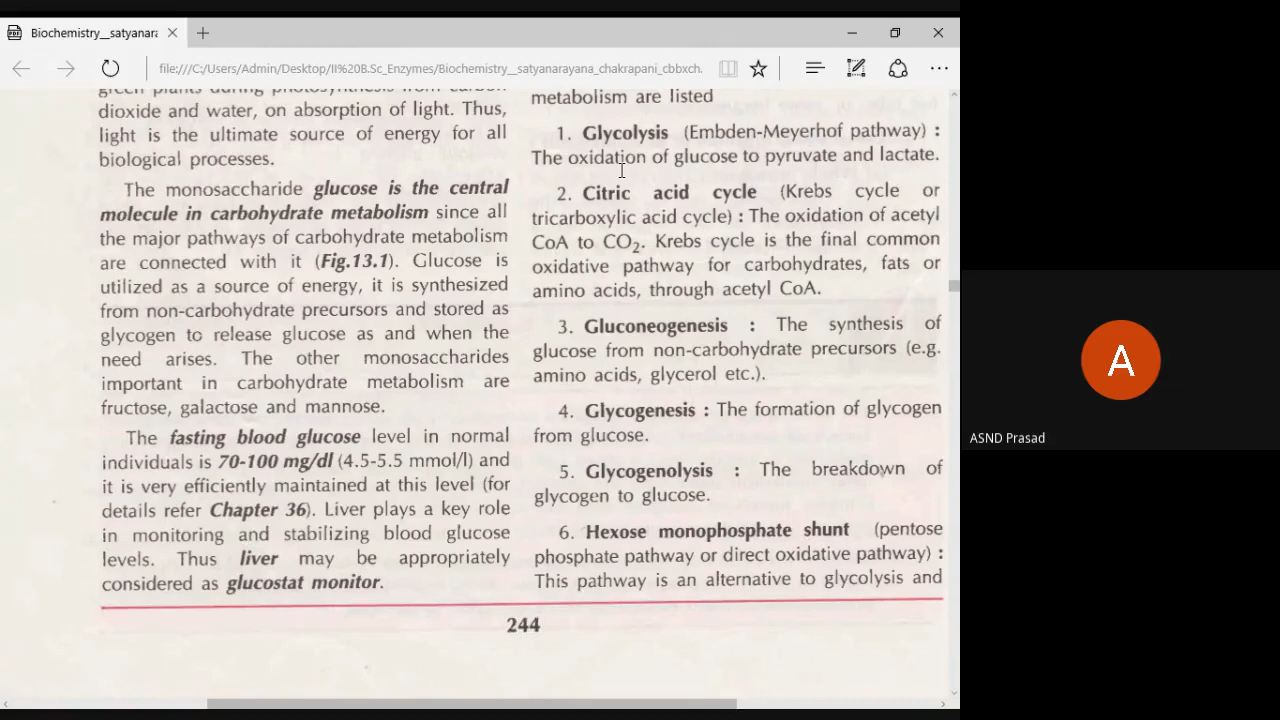 Biochemistry__satyanara
file:///C:/Users/Admin/Desktop/II%20B.Sc_Enzymes/Biochemistry__satyanarayana_chakrapani_cbbxch.
green plants during photosynthesis from carbon
dioxide and water, on absorption of light. Thus,
light is the ultimate source of energy for all
biological processes.
The monosaccharide glucose is the central
molecule in carbohydrate metabolism since all
the major pathways of carbohydrate metabolism
are connected with it (Fig.13.1). Glucose is
utilized as a source of energy, it is synthesized
from non-carbohydrate precursors and stored as
glycogen to release glucose as and when the
need arises. The other monosaccharides
important in carbohydrate metabolism are
fructose, galactose and mannose.
The fasting blood glucose level in normal
individuals is 70-100 mg/dl (4.5-5.5 mmol/l) and
it is very efficiently maintained at this level (for
details refer Chapter 36). Liver plays a key role
in monitoring and stabilizing blood glucose
levels. Thus liver may be appropriately
considered as glucostat monitor.
metabolism are listed
1. Glycolysis (Embden-Meyerhof pathway) :
The oxidation of glucose to pyruvate and lactate.
2. Citric acid cycle (Krebs cycle or
tricarboxylic acid cycle) : The oxidation of acetyl
CoA to CO2. Krebs cycle is the final common
oxidative pathway for carbohydrates, fats or
amino acids, through acetyl CoA.
3. Gluconeogenesis : The synthesis of
glucose from non-carbohydrate precursors (e.g.
amino acids, glycerol etc.).
4. Glycogenesis : The formation of glycogen
from glucose.
5. Glycogenolysis : The breakdown of
glycogen to glucose.
6. Hexose monophosphate shunt (pentose
phosphate pathway or direct oxidative pathway) :
This pathway is an alternative to glycolysis and
244
A
ASND Prasad